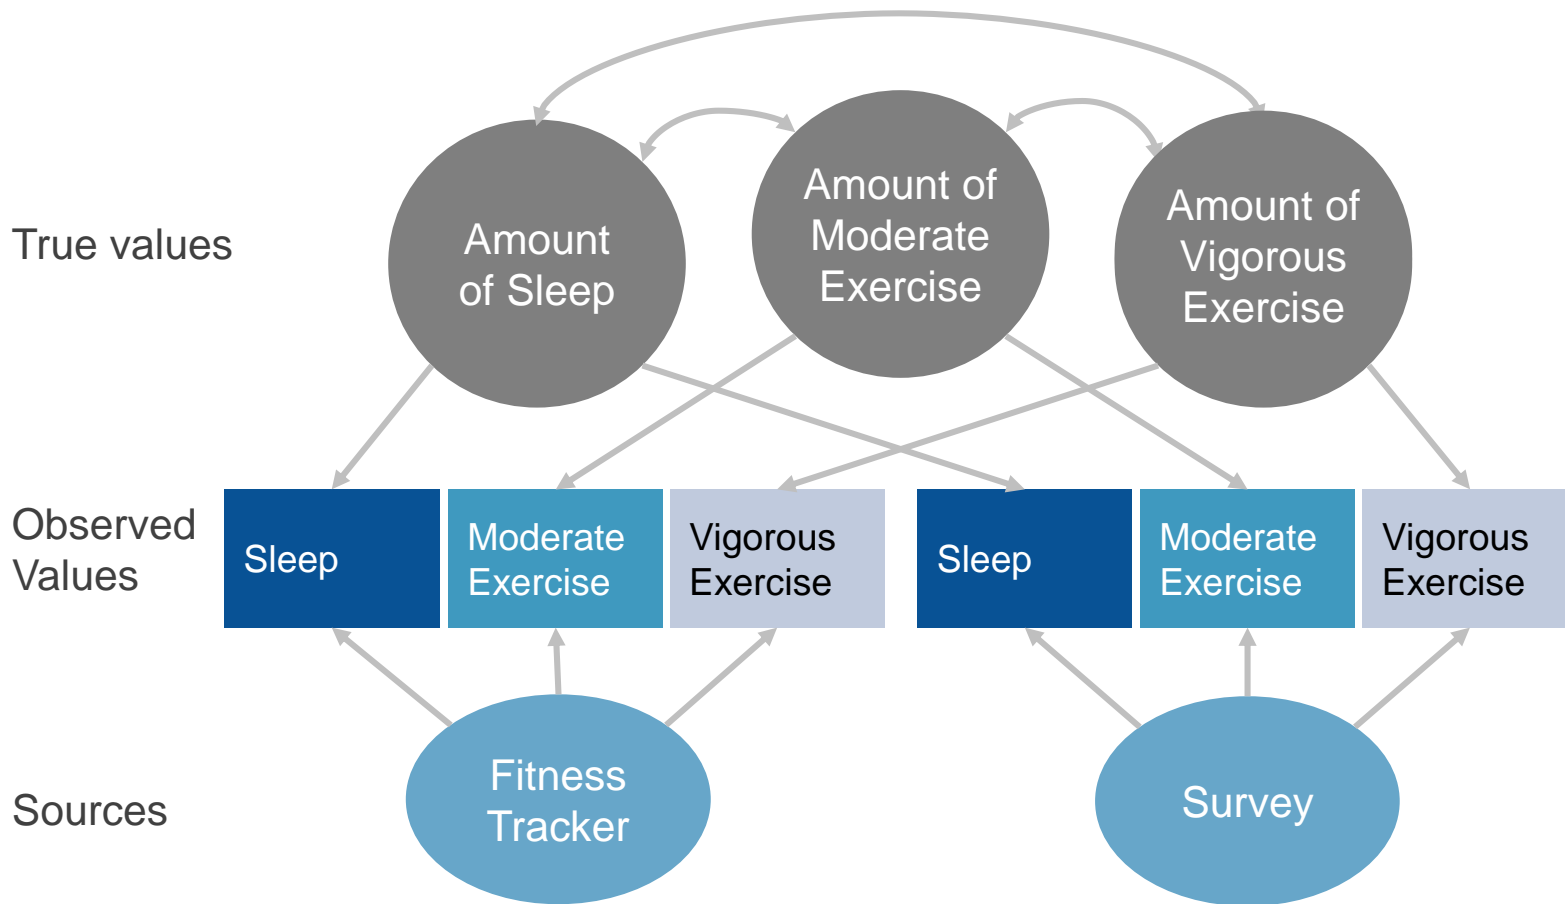 True values
Amount
of Sleep
Amount of
Moderate
Exercise
Amount of
Vigorous
Exercise
Observed
Values
Sleep
Moderate
Exercise
Vigorous
Exercise
Sleep
Moderate
Exercise
Vigorous
Exercise
Sources
Fitness
Tracker
Survey